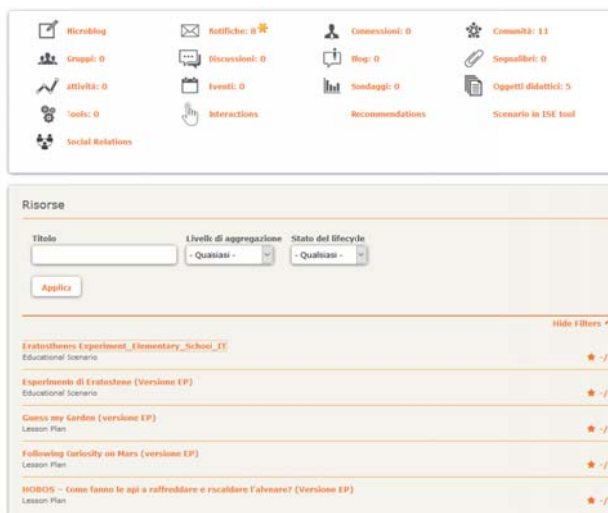 Microblog
Notifiche: 0
Connessioni: 0
Comunità: 11
Gruppi: 0
Discussioni: 0
Blog: 0
Segnalibri: 0
attività: 0
Eventi: 0
Sondaggi: 0
Oggetti didattici: 5
Tools: 0
Interactions
Recommendations
Scenario in ISE tool
Social Relations
Risorse
Titolo
Livello di aggregazione
Stato del lifecycle
- Qualsiasi -
- Qualsiasi -
Applica
Hide Filters
Eratosthenes Experiment_Elementary_School_IT
Educational Scenario
-/
Esperimento di Eratostene (Versione EP)
Educational Scenario
-/
Guess my Garden (versione EP)
Lesson Plan
-/
Following Curiosity on Mars (versione EP)
Lesson Plan
-/
HOBOS – Come fanno le api a raffreddare e riscaldare l'alveare? (Versione EP)
Lesson Plan
-/